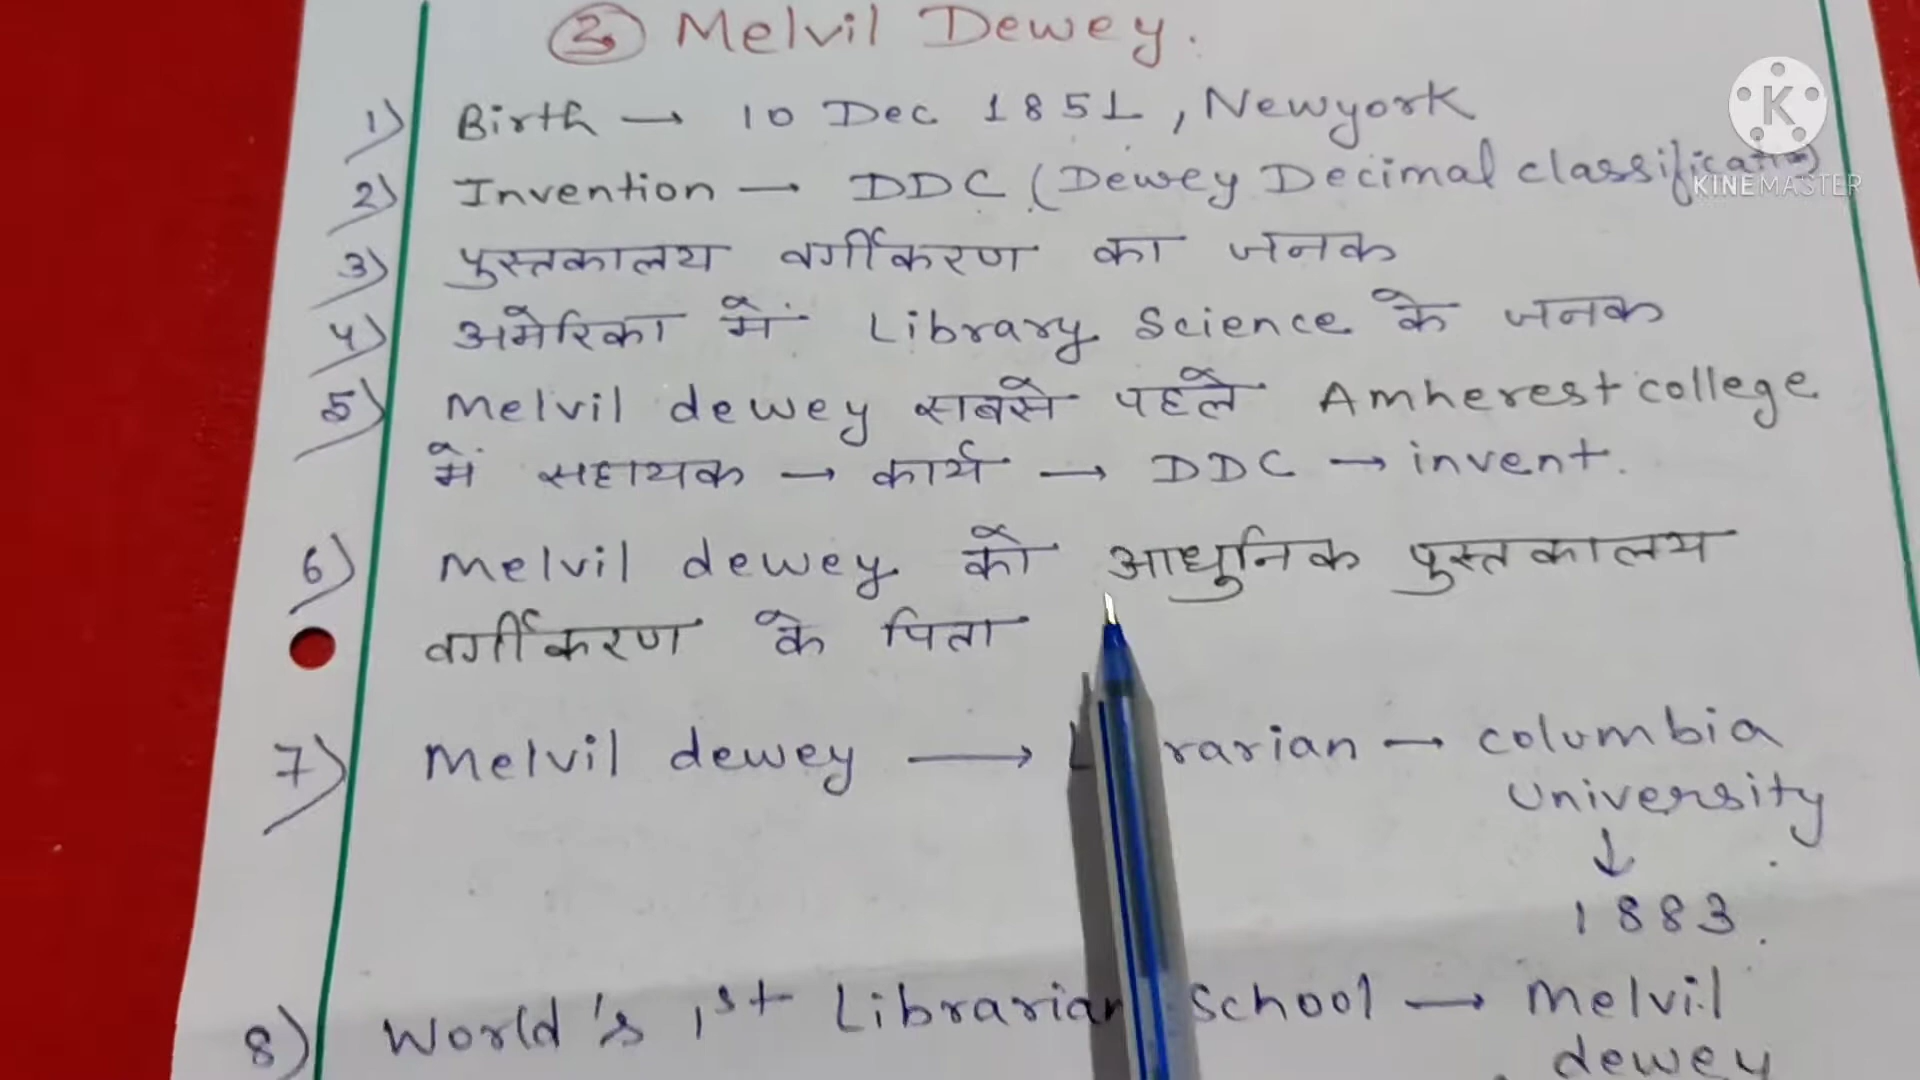 2 Melvil Dewey.
1) Birth → 10 Dec 1851, Newyork
K
2) Invention → DDC (Dewey Decimal classification)
KINEMASTER
3) पुस्तकालय वर्गीकरण का जनक
4) अमेरिका में Library Science के जनक
5) Melvil dewey सबसे पहले Amherest college
में सहायक → कार्य → DDC → invent.
6) Melvil dewey को आधुनिक पुस्तकालय
वर्गीकरण के पिता
7) Melvil dewey → Librarian → columbia
University
↓
1883.
8) World's 1st Librarian School → Melvil
dewey